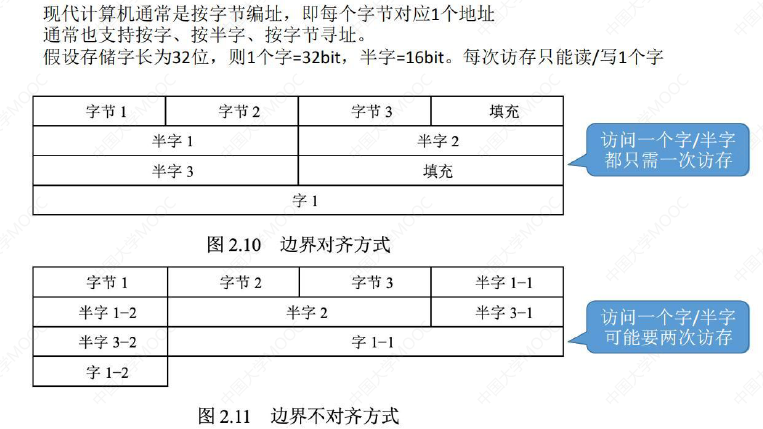 现代计算机通常是按字节编址，即每个字节对应1个地址
通常也支持按字、按半字、按字节寻址。
假设存储字长为32位，则1个字=32bit，半字=16bit。每次访存只能读/写1个字
字节 1 字节 2 字节 3 填充
半字 1 半字 2
半字 3 填充
字 1
访问一个字/半字
都只需一次访存
图 2.10 边界对齐方式
字节 1 字节 2 字节 3 半字 1-1
半字 1-2 半字 2 半字 3-1
半字 3-2 字 1-1
字 1-2
访问一个字/半字
可能要两次访存
图 2.11 边界不对齐方式
中国大学MOOC